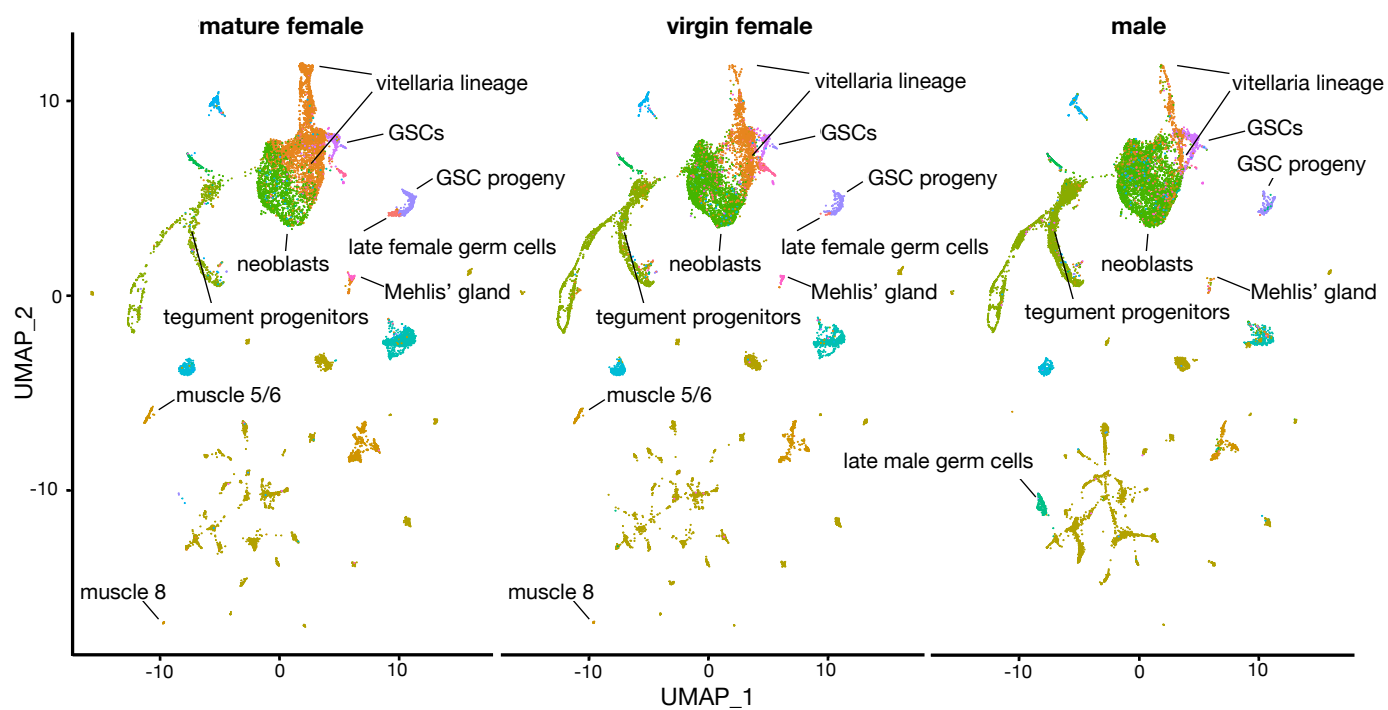 mature female
virgin female
male
vitellaria lineage
GSCs
GSC progeny
late female germ cells
neoblasts
Mehlis’ gland
tegument progenitors
muscle 5/6
muscle 8
vitellaria lineage
GSCs
GSC progeny
late female germ cells
neoblasts
Mehlis’ gland
tegument progenitors
muscle 5/6
muscle 8
vitellaria lineage
GSCs
GSC progeny
neoblasts
Mehlis’ gland
tegument progenitors
late male germ cells
UMAP_2
10
0
-10
-10
0
10
-10
0
10
-10
0
10
UMAP_1